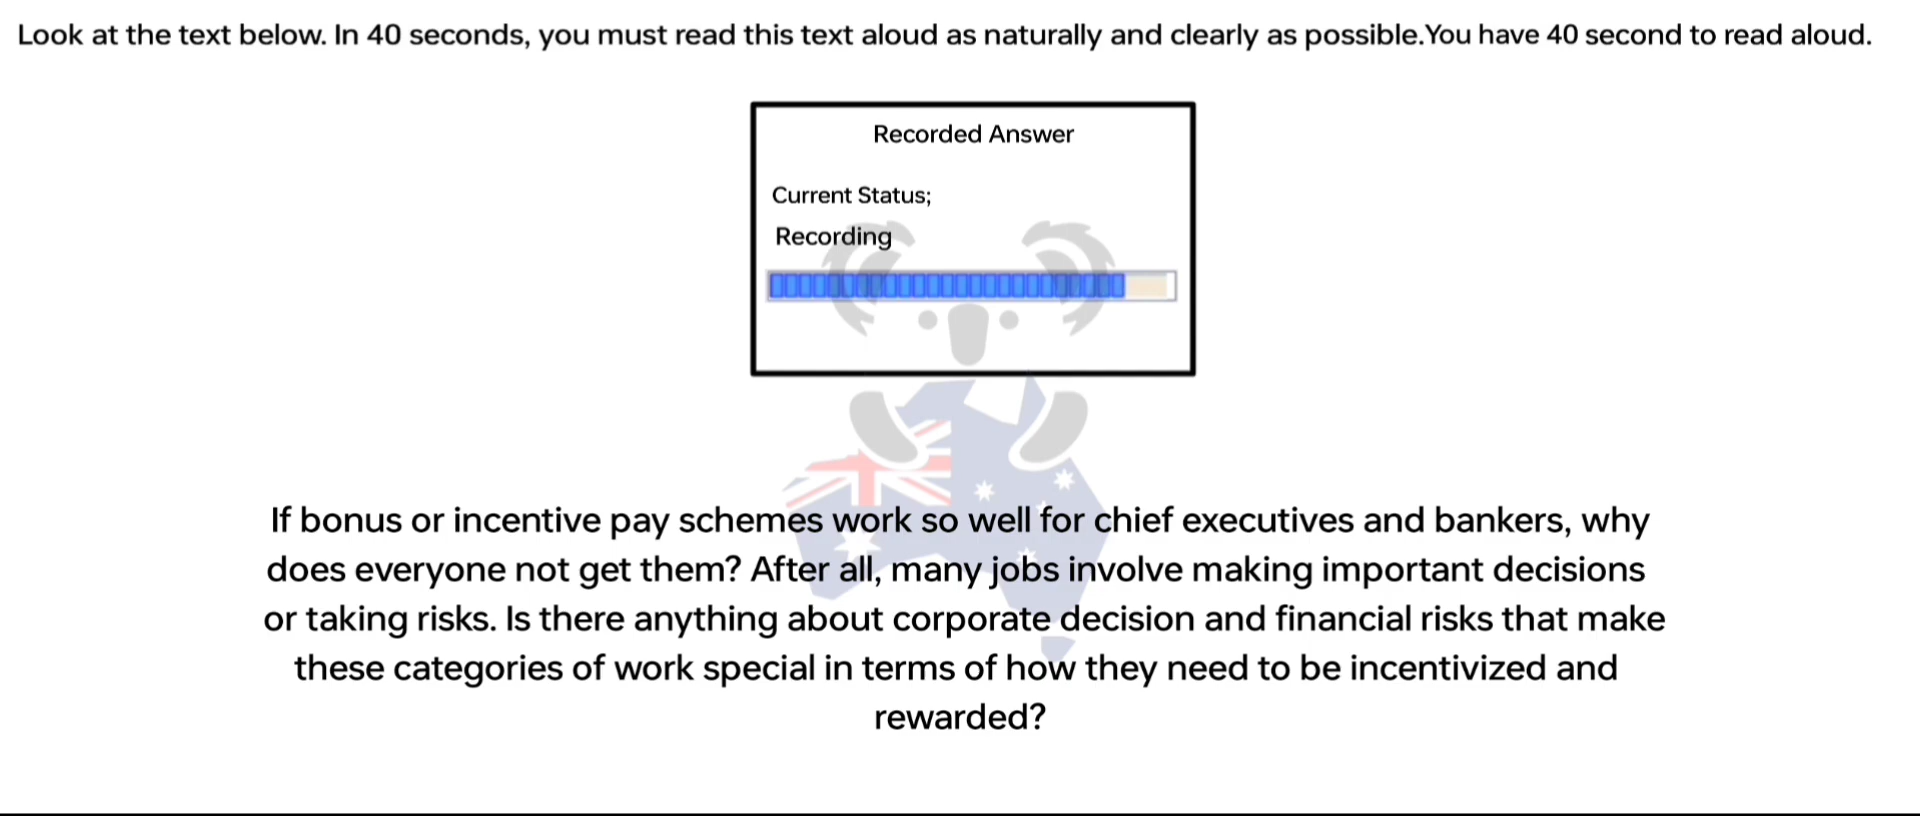 Look at the text below. In 40 seconds, you must read this text aloud as naturally and clearly as possible.You have 40 second to read aloud.
Recorded Answer
Current Status;
Recording
If bonus or incentive pay schemes work so well for chief executives and bankers, why
does everyone not get them? After all, many jobs involve making important decisions
or taking risks. Is there anything about corporate decision and financial risks that make
these categories of work special in terms of how they need to be incentivized and
rewarded?